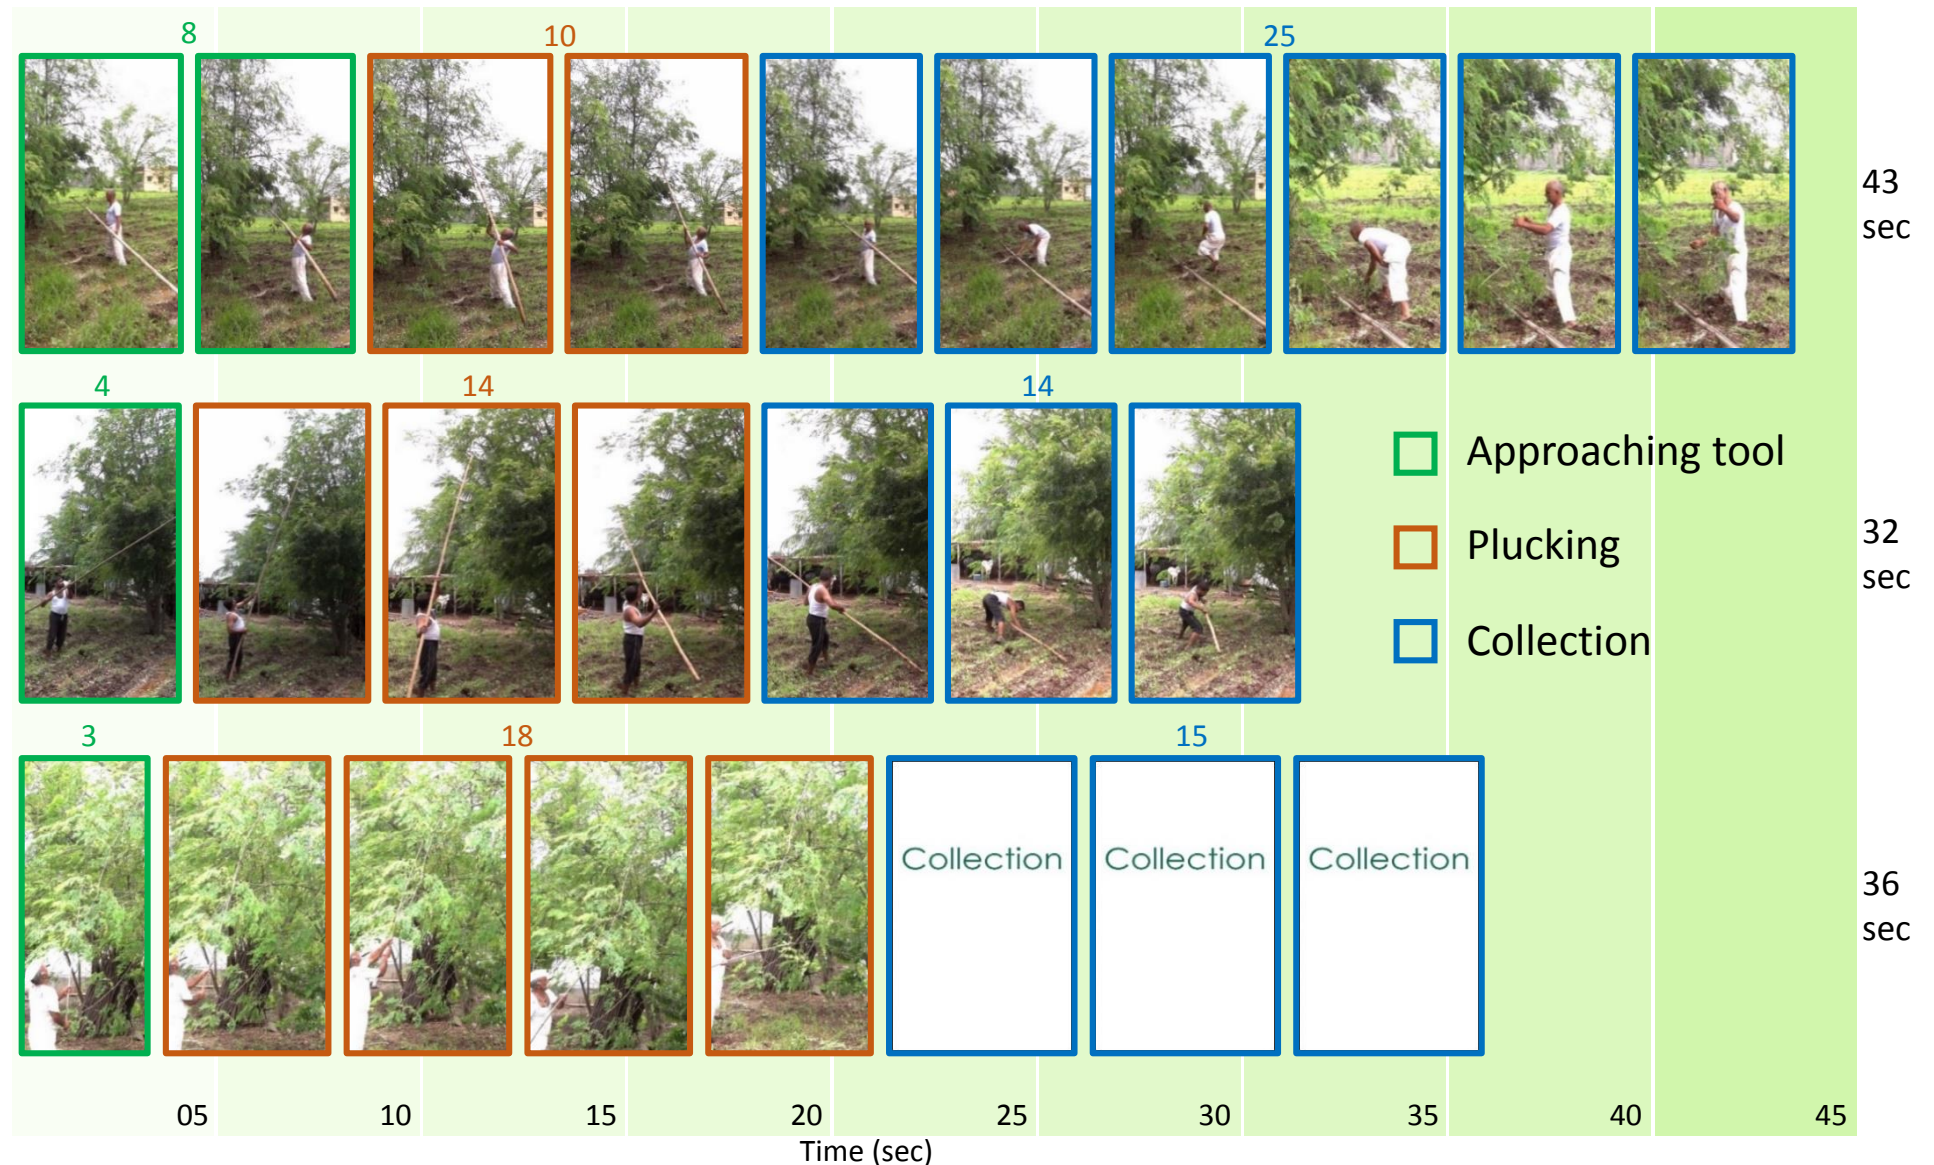 8 10 25
43
sec
4 14 14
Approaching tool
Plucking
Collection
32
sec
3 18 15
Collection Collection Collection
36
sec
05 10 15 20 25 30 35 40 45
Time (sec)